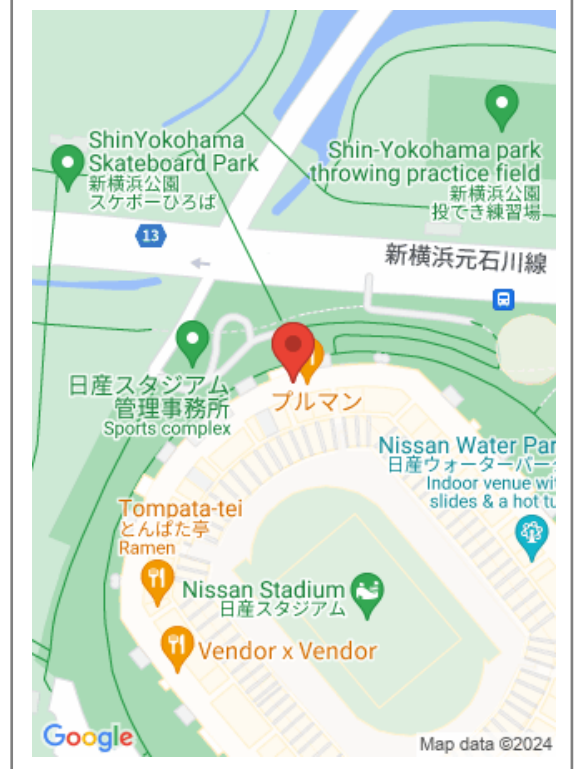 ShinYokohama
Skateboard Park
新横浜公園
スケボーひろば
Shin-Yokohama park
throwing practice field
新横浜公園
投てき練習場
13
新横浜元石川線
日産スタジアム
管理事務所
Sports complex
プルマン
Nissan Water Par
日産ウォーターパー
Indoor venue wit
slides & a hot tu
Tompata-tei
とんぱた亭
Ramen
Nissan Stadium
日産スタジアム
Vendor x Vendor
Google
Map data ©2024